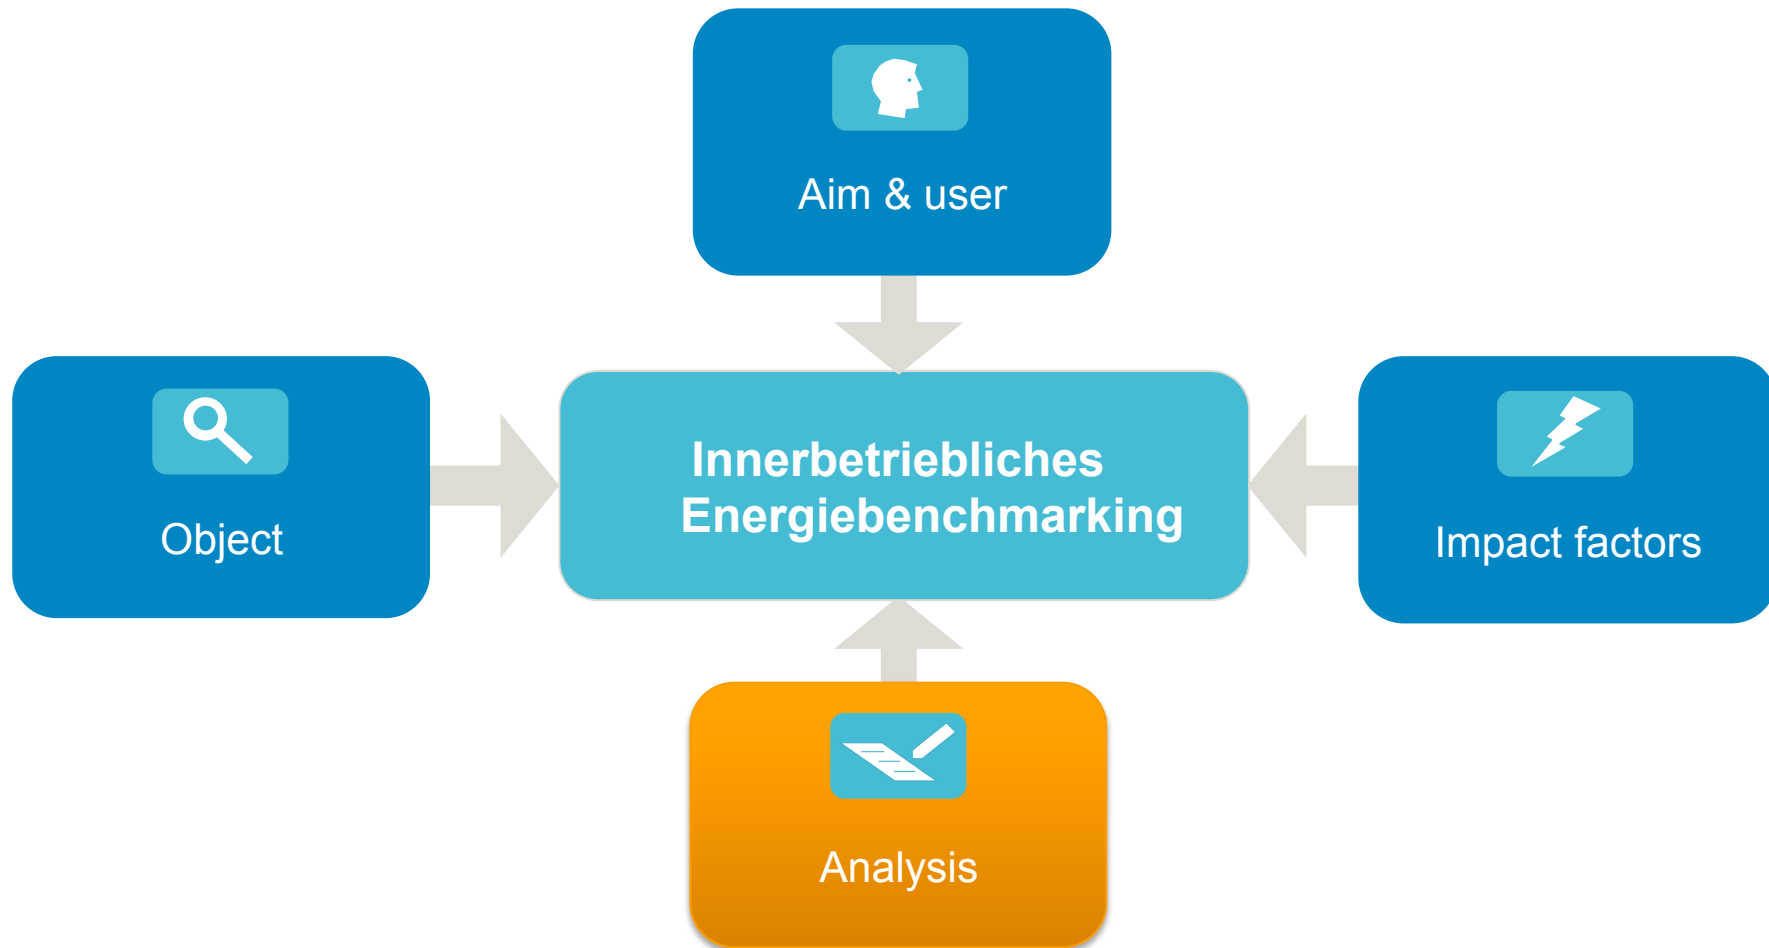 Aim & user
Innerbetriebliches
Energiebenchmarking
Object
Impact factors
Analysis